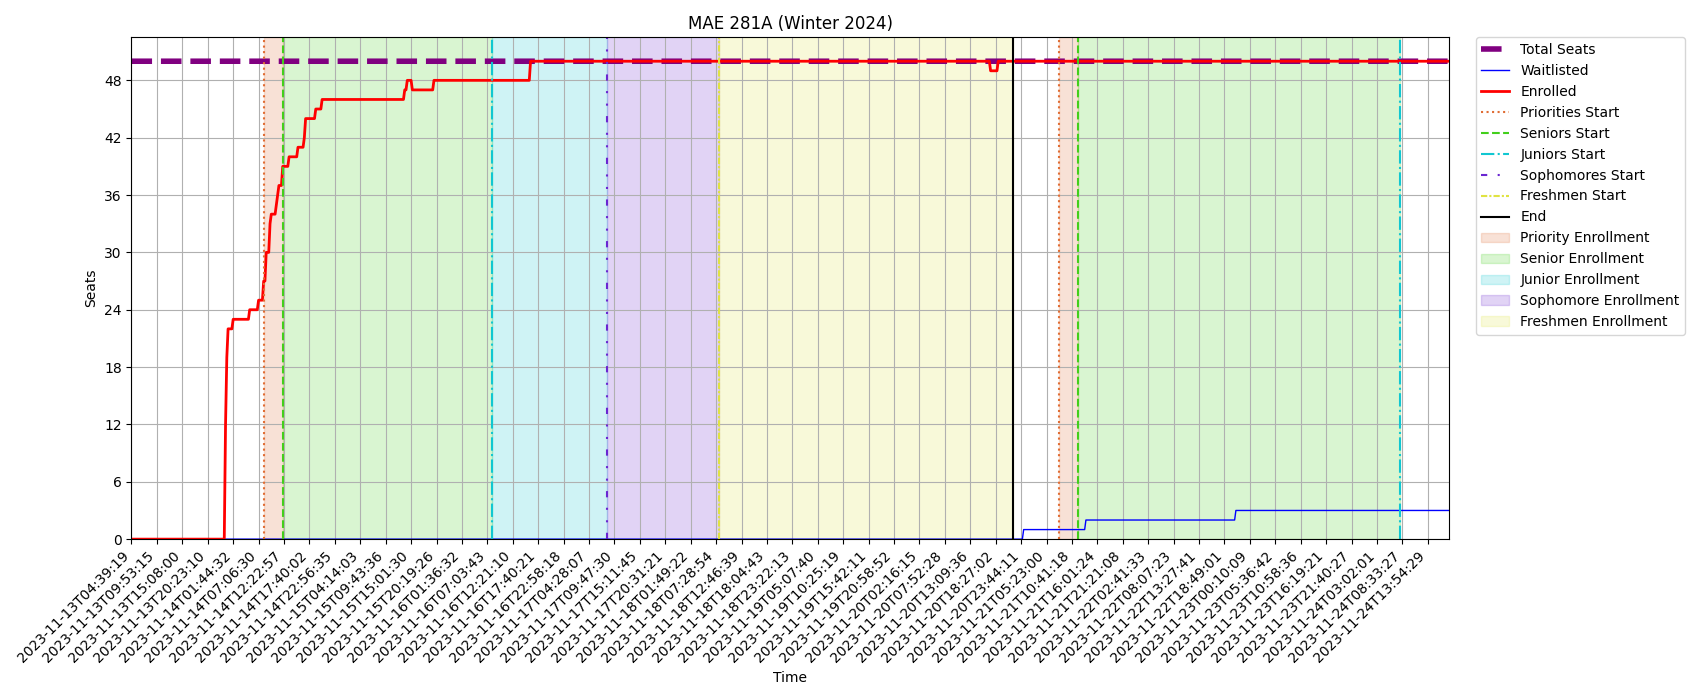 MAE 281A (Winter 2024)
Seats
48
42
36
30
24
18
12
6
0
2023-11-13T04:39:19
2023-11-13T09:53:15
2023-11-13T15:08:00
2023-11-13T20:23:10
2023-11-14T01:44:32
2023-11-14T07:06:30
2023-11-14T12:22:57
2023-11-14T17:40:02
2023-11-14T22:56:35
2023-11-15T04:14:03
2023-11-15T09:43:36
2023-11-15T15:01:30
2023-11-15T20:19:26
2023-11-16T01:36:32
2023-11-16T07:03:43
2023-11-16T12:21:10
2023-11-16T17:40:21
2023-11-16T22:58:18
2023-11-17T04:28:07
2023-11-17T09:47:30
2023-11-17T15:11:45
2023-11-17T20:31:21
2023-11-18T01:49:22
2023-11-18T07:28:54
2023-11-18T12:46:39
2023-11-18T18:04:43
2023-11-18T23:22:13
2023-11-19T05:07:40
2023-11-19T10:25:19
2023-11-19T15:42:11
2023-11-19T20:58:52
2023-11-20T02:16:15
2023-11-20T07:52:28
2023-11-20T13:09:36
2023-11-20T18:27:02
2023-11-20T23:44:11
2023-11-21T05:23:00
2023-11-21T10:41:18
2023-11-21T16:01:24
2023-11-21T21:21:08
2023-11-22T02:41:33
2023-11-22T08:07:23
2023-11-22T13:27:41
2023-11-22T18:49:01
2023-11-23T00:10:09
2023-11-23T05:36:42
2023-11-23T10:58:36
2023-11-23T16:19:21
2023-11-23T21:40:27
2023-11-24T03:02:01
2023-11-24T08:33:27
2023-11-24T13:54:29
Time
Total Seats
Waitlisted
Enrolled
Priorities Start
Seniors Start
Juniors Start
Sophomores Start
Freshmen Start
End
Priority Enrollment
Senior Enrollment
Junior Enrollment
Sophomore Enrollment
Freshmen Enrollment